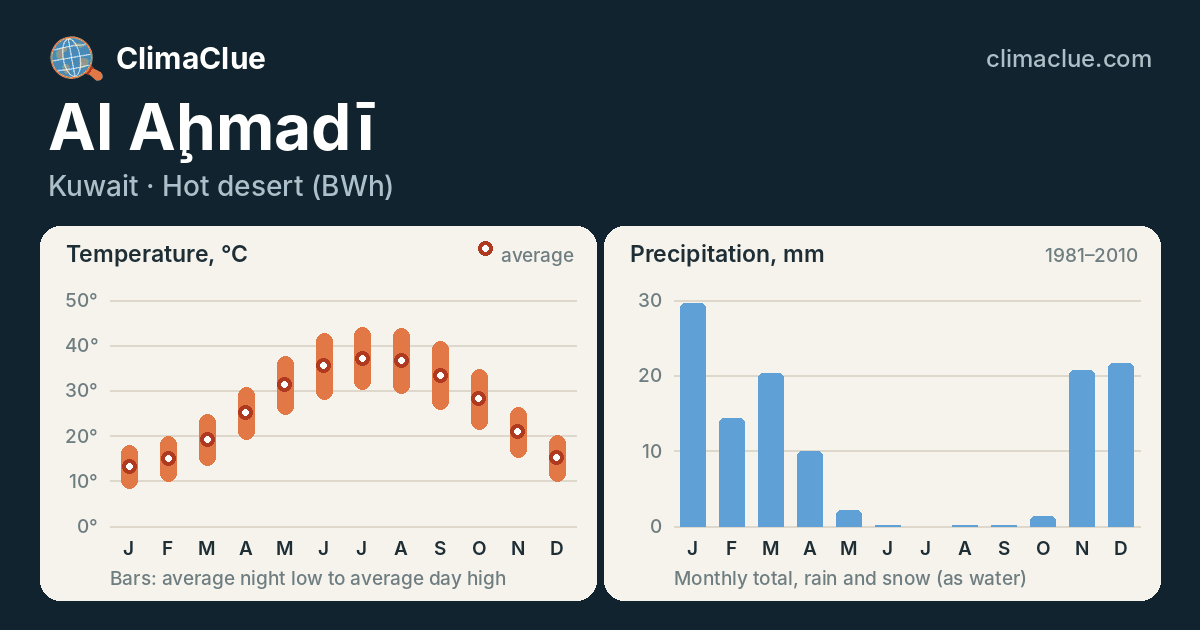 ClimaClue
climaclue.com
Al Aḩmadī
Kuwait · Hot desert (BWh)
Temperature, °C
average
50°
40°
30°
20°
10°
0°
J F M A M J J A S O N D
Bars: average night low to average day high
Precipitation, mm
1981–2010
30
20
10
0
J F M A M J J A S O N D
Monthly total, rain and snow (as water)